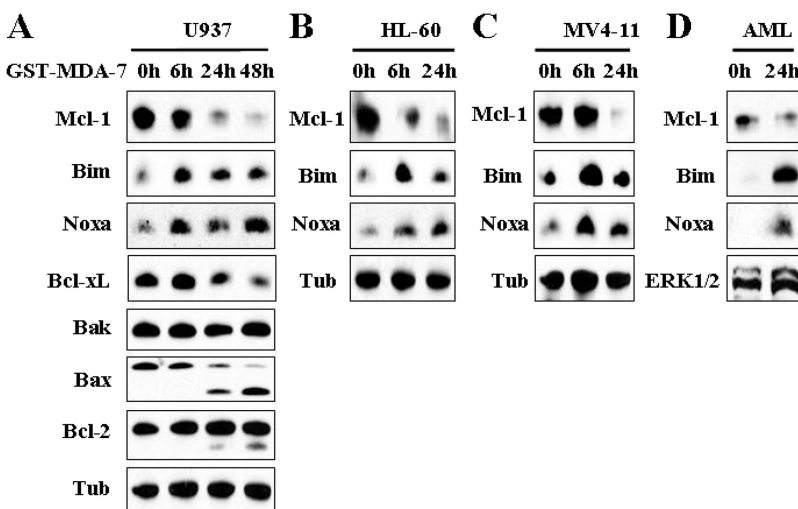 A
U937
GST-MDA-7 0h 6h 24h 48h
Mcl-1
Bim
Noxa
Bcl-xL
Bak
Bax
Bcl-2
Tub
B
HL-60
0h 6h 24h
Mcl-1
Bim
Noxa
Tub
C
MV4-11
0h 6h 24h
Mcl-1
Bim
Noxa
Tub
D
AML
0h 24h
Mcl-1
Bim
Noxa
ERK1/2